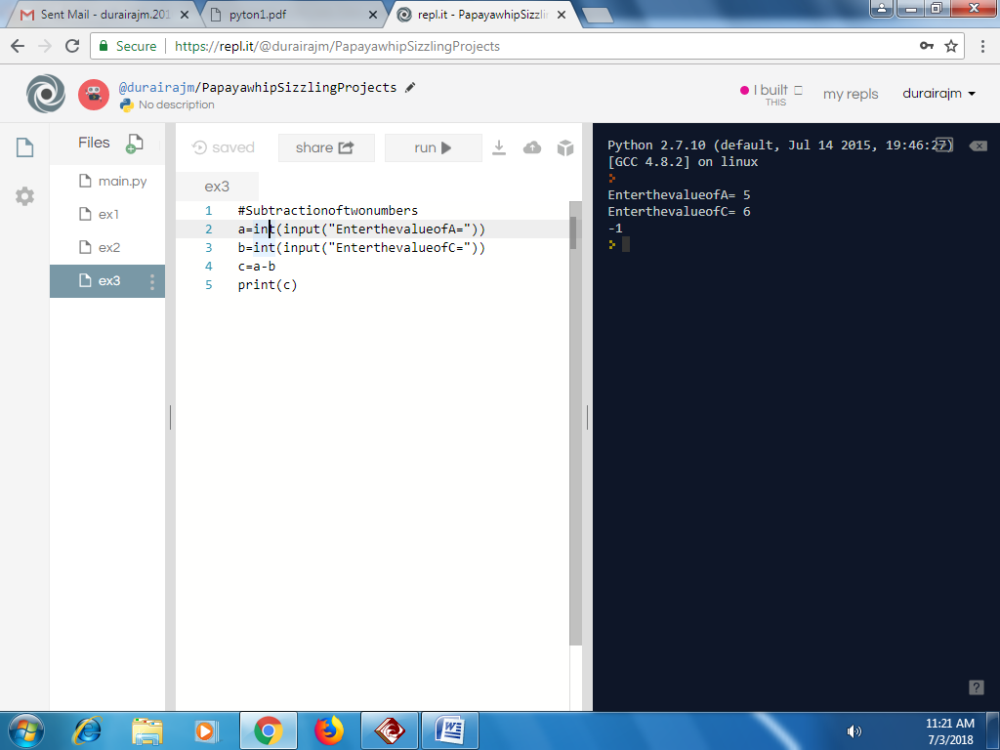 Sent Mail - durairajm.201
pyton1.pdf
repl.it - PapayawhipSizzlin
Secure
https://repl.it/@durairajm/PapayawhipSizzlingProjects
@durairajm/PapayawhipSizzlingProjects
No description
I built
THIS
my repls
durairajm
Files
main.py
ex1
ex2
ex3
saved
share
run
ex3
1 #Subtractionoftwonumbers
2 a=int(input("EnterthevalueofA="))
3 b=int(input("EnterthevalueofC="))
4 c=a-b
5 print(c)
Python 2.7.10 (default, Jul 14 2015, 19:46:27)
[GCC 4.8.2] on linux
EnterthevalueofA= 5
EnterthevalueofC= 6
-1
?
11:21 AM
7/3/2018